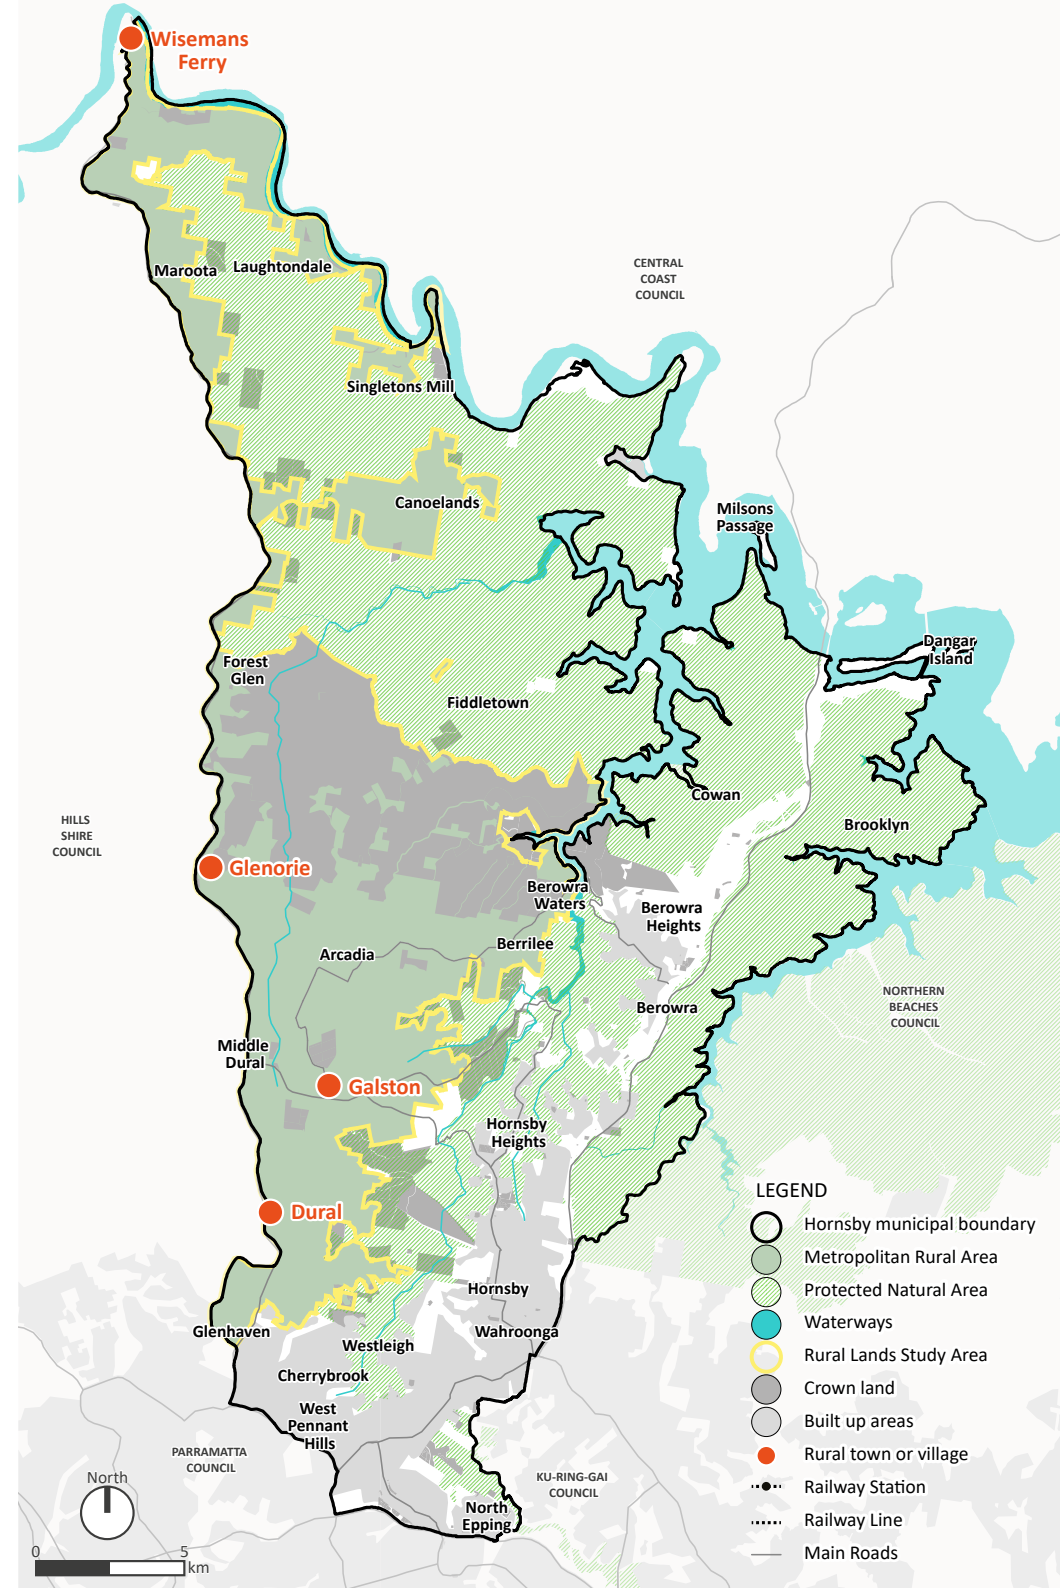 Wisemans
Ferry
CENTRAL
COAST
COUNCIL
Maroota
Laughtondale
Singletons Mill
Canoelands
Milsons
Passage
Dangar
Island
Forest
Glen
Fiddletown
Cowan
Brooklyn
HILLS
SHIRE
COUNCIL
Glenorie
Berowra
Waters
Berowra
Heights
Arcadia
Berrilee
NORTHERN
BEACHES
COUNCIL
Berowra
Middle
Dural
Galston
Hornsby
Heights
Dural
Hornsby
Glenhaven
Wahroonga
Westleigh
Cherrybrook
West
Pennant
Hills
PARRAMATTA
COUNCIL
KU-RING-GAI
COUNCIL
North
Epping
LEGEND
Hornsby municipal boundary
Metropolitan Rural Area
Protected Natural Area
Waterways
Rural Lands Study Area
Crown land
Built up areas
Rural town or village
Railway Station
Railway Line
Main Roads
North
0 5
km